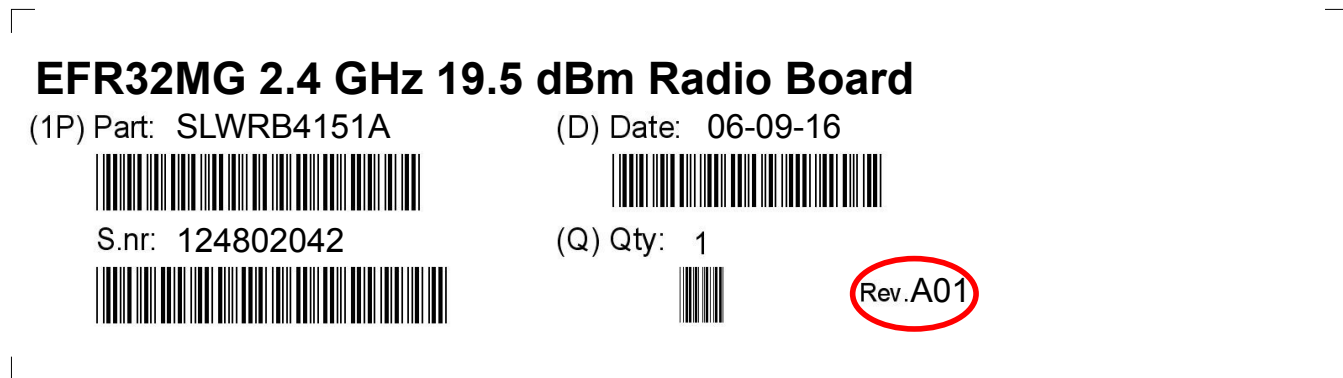 EFR32MG 2.4 GHz 19.5 dBm Radio Board
(1P) Part: SLWRB4151A
(D) Date: 06-09-16
S.nr: 124802042
(Q) Qty: 1
Rev.A01